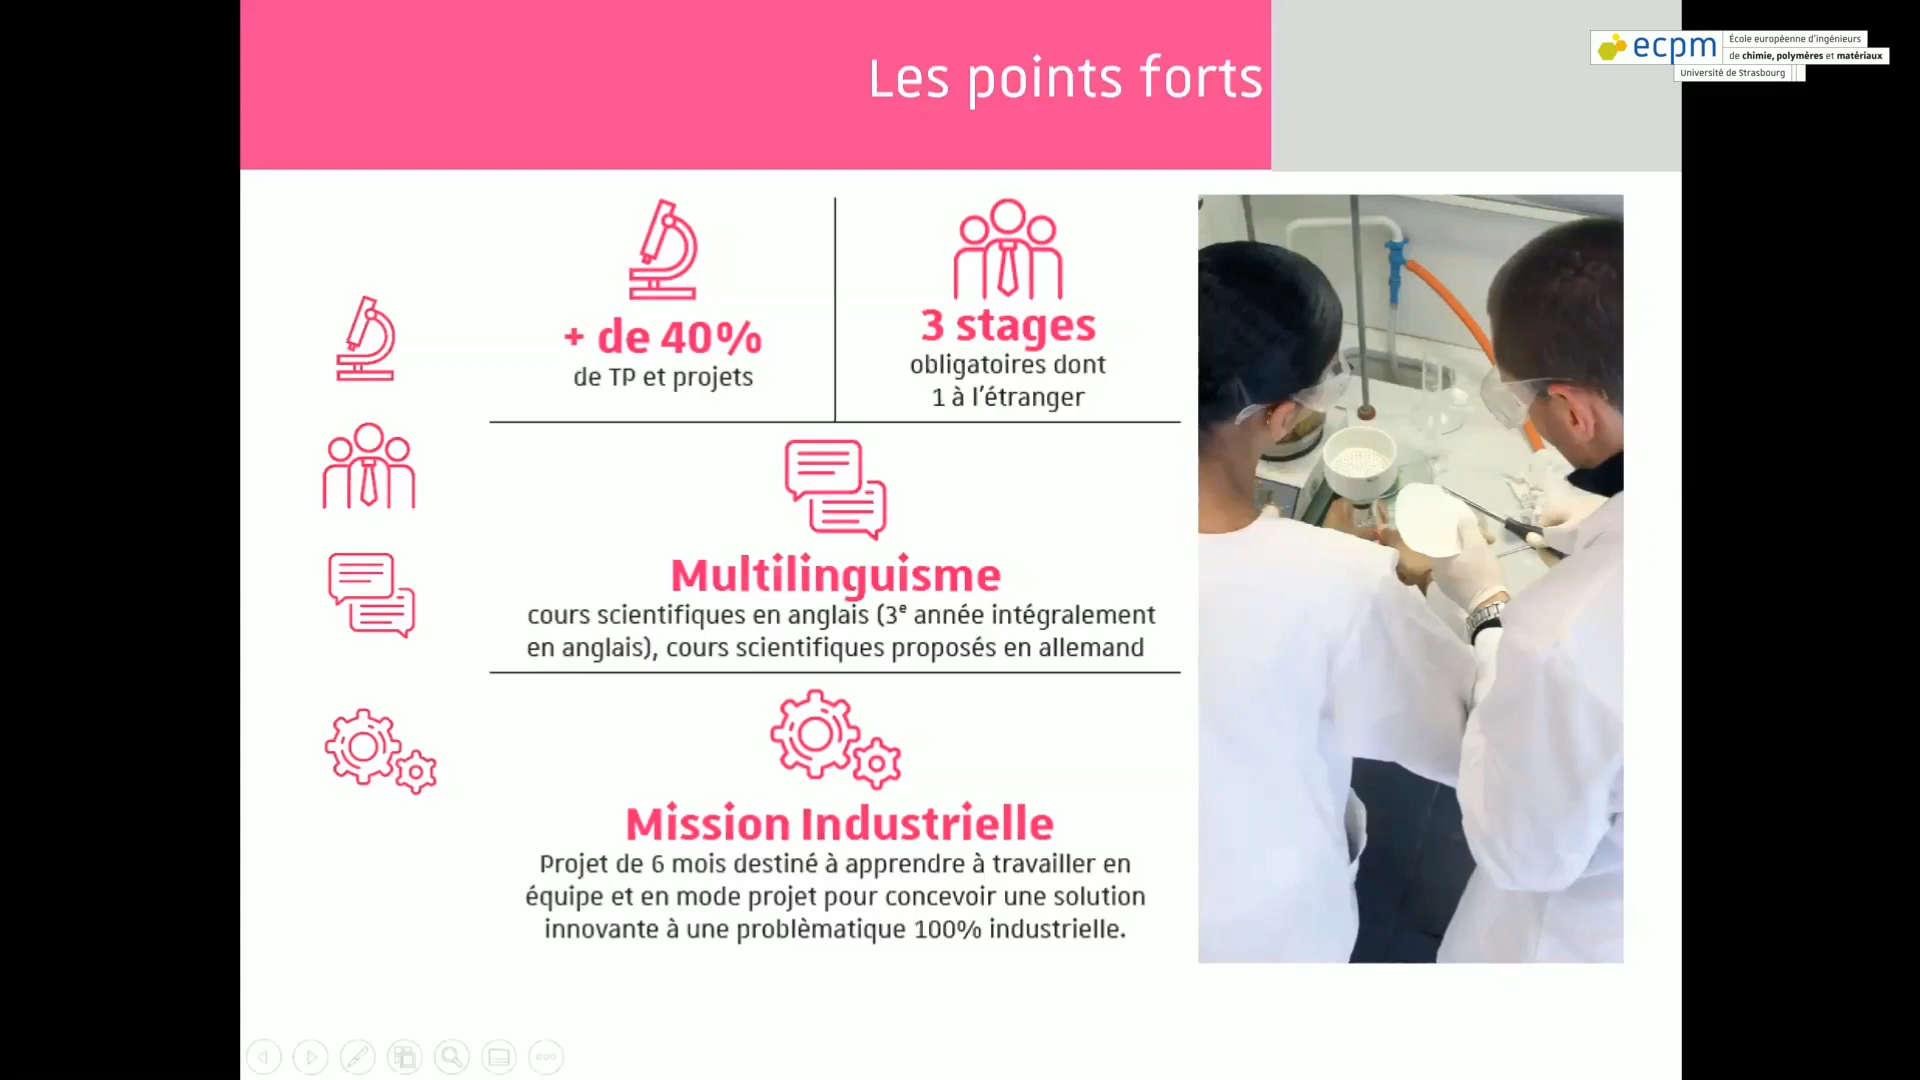 Les points forts
ecpm
École européenne d'ingénieurs
de chimie, polymères et matériaux
Université de Strasbourg
+ de 40%
de TP et projets
3 stages
obligatoires dont
1 à l'étranger
Multilinguisme
cours scientifiques en anglais (3e année intégralement
en anglais), cours scientifiques proposés en allemand
Mission Industrielle
Projet de 6 mois destiné à apprendre à travailler en
équipe et en mode projet pour concevoir une solution
innovante à une problèmatique 100% industrielle.